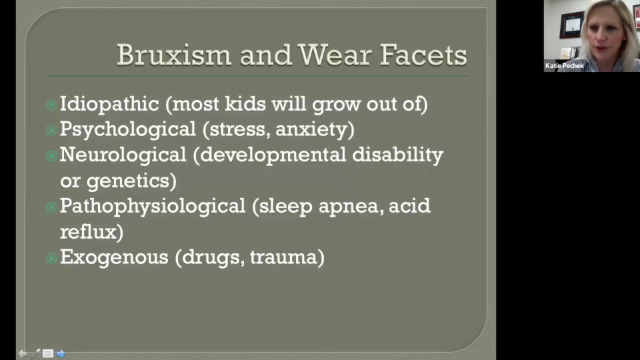 Bruxism and Wear Facets
Idiopathic (most kids will grow out of)
Psychological (stress, anxiety)
Neurological (developmental disability
or genetics)
Pathophysiological (sleep apnea, acid
reflux)
Exogenous (drugs, trauma)
Katie Pechek